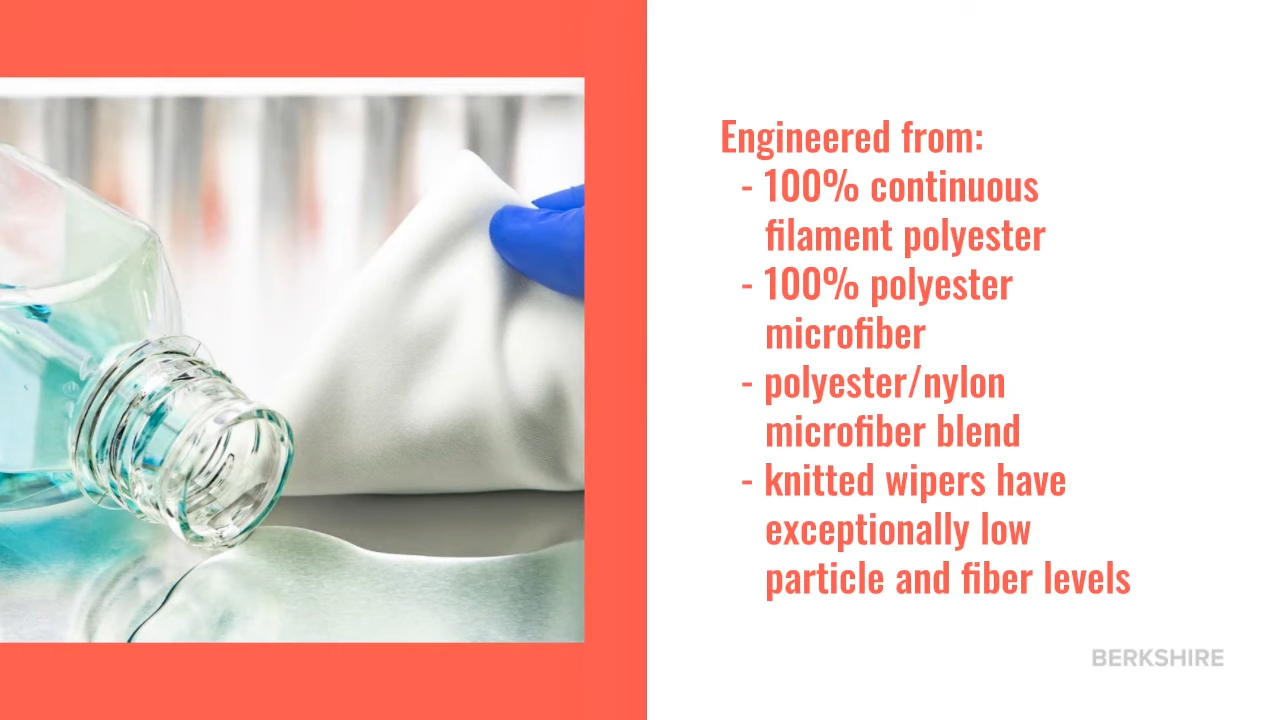 Engineered from:
- 100% continuous
filament polyester
- 100% polyester
microfiber
- polyester/nylon
microfiber blend
- knitted wipers have
exceptionally low
particle and fiber levels
BERKSHIRE